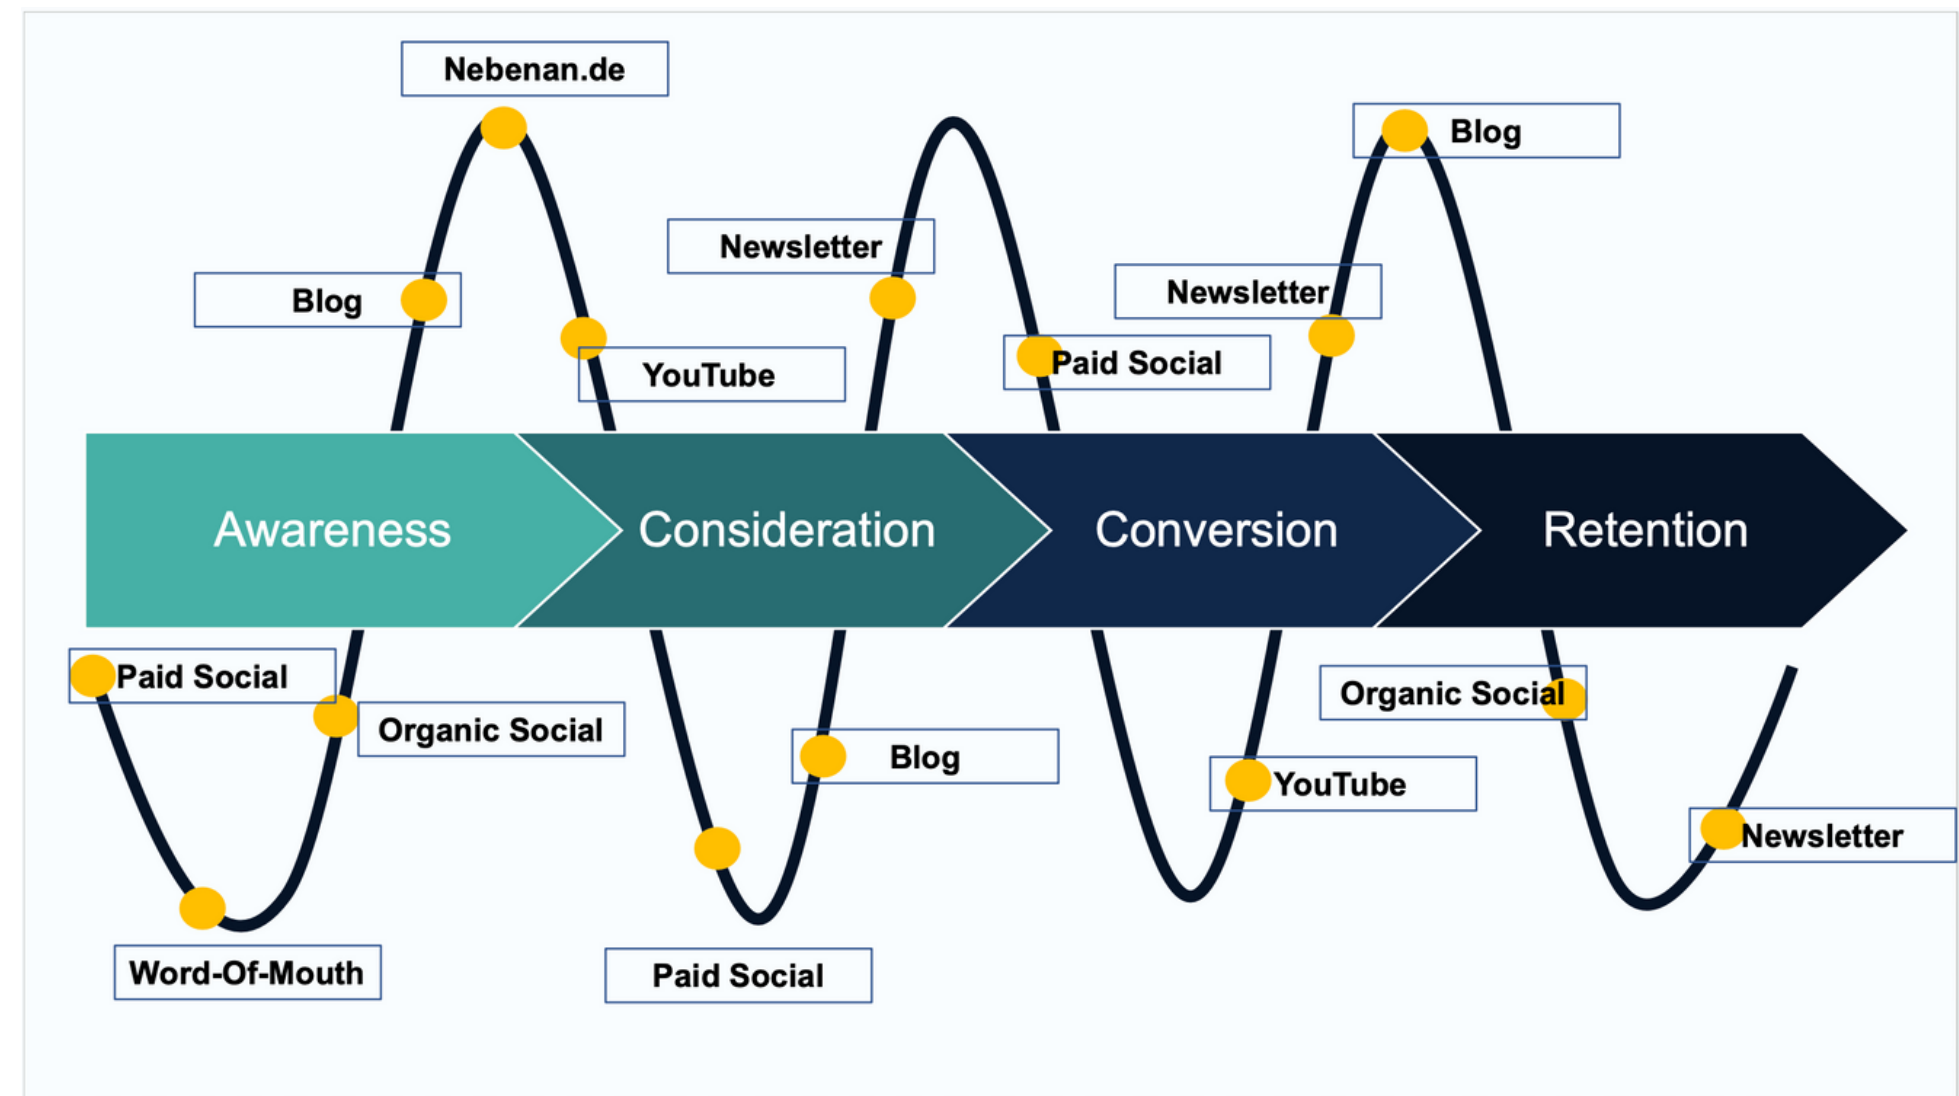 Nebenan.de
Blog
Newsletter
Newsletter
Blog
Paid Social
YouTube
Awareness
Consideration
Conversion
Retention
Paid Social
Organic Social
Organic Social
Blog
YouTube
Newsletter
Word-Of-Mouth
Paid Social